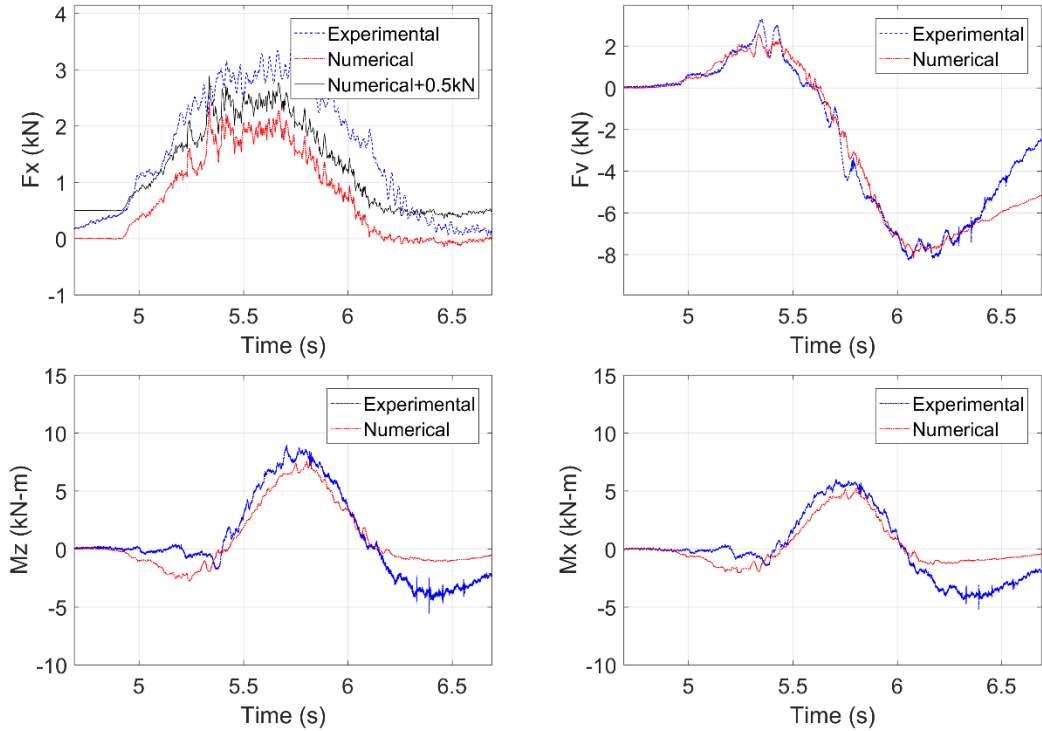 4
3
2
1
0
-1
Fx (kN)
5
5.5
6
6.5
Time (s)
Experimental
Numerical
Numerical+0.5kN
2
0
-2
-4
-6
-8
Fv (kN)
5
5.5
6
6.5
Time (s)
Experimental
Numerical
15
10
5
0
-5
-10
Mz (kN-m)
5
5.5
6
6.5
Time (s)
Experimental
Numerical
15
10
5
0
-5
-10
Mx (kN-m)
5
5.5
6
6.5
Time (s)
Experimental
Numerical